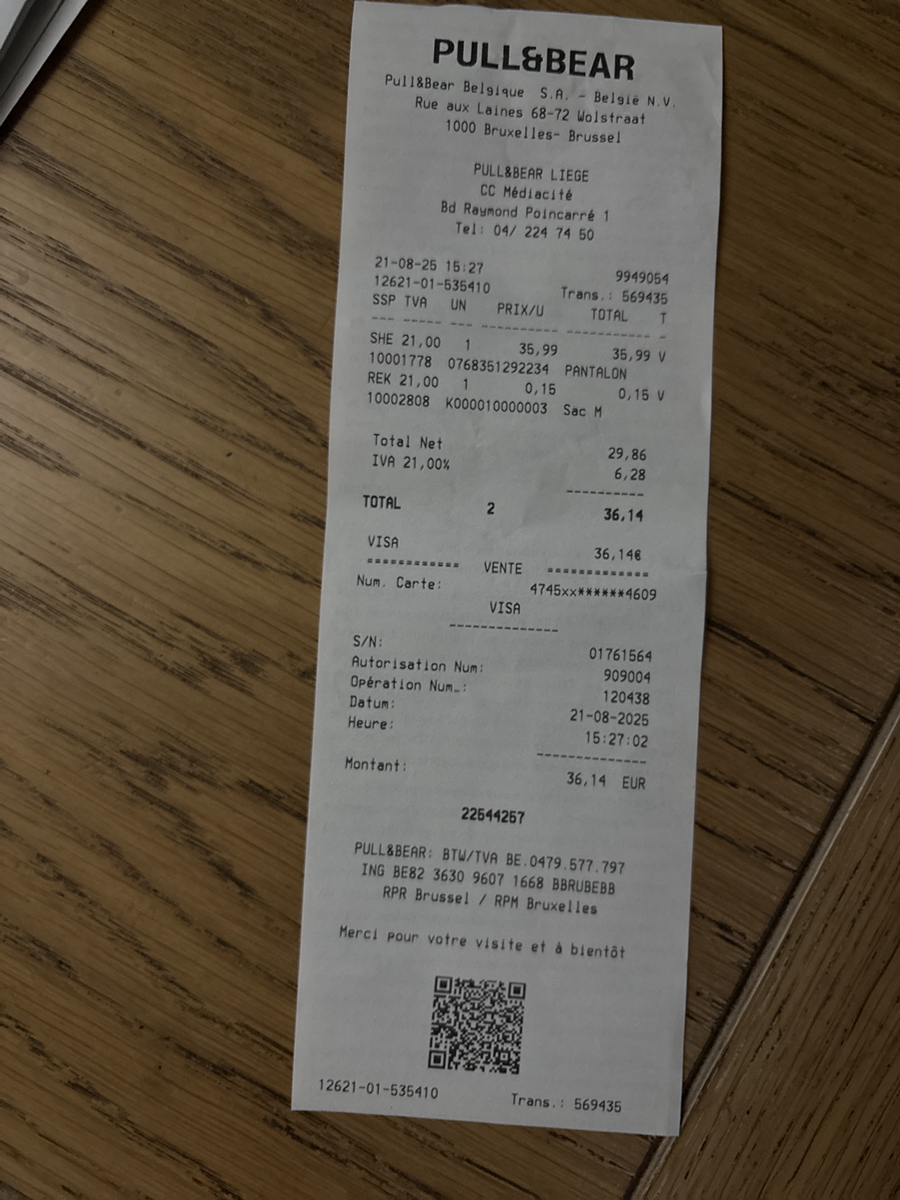 PULL&BEAR
Pull&Bear Belgique S.A. - België N.V.
Rue aux Laines 68-72 Wolstraat
1000 Bruxelles- Brussel
PULL&BEAR LIEGE
CC Médiacité
Bd Raymond Poincarré 1
Tel: 04/ 224 74 50
21-08-25 15:27 9949054
12621-01-535410 Trans.: 569435
SSP TVA UN PRIX/U TOTAL T
--- ----- --- ---------- ----------- -
SHE 21,00 1 35,99 35,99 V
10001778 0768351292234 PANTALON
REK 21,00 1 0,15 0,15 V
10002808 K000010000003 Sac M
Total Net 29,86
IVA 21,00% 6,28
----------
TOTAL 2 36,14
VISA 36,14€
============ VENTE =============
Num. Carte: 4745xx******4609
VISA
--------------
S/N: 01761564
Autorisation Num: 909004
Opération Num.: 120438
Datum: 21-08-2025
Heure: 15:27:02
--------------
Montant: 36,14 EUR
22544257
PULL&BEAR: BTW/TVA BE.0479.577.797
ING BE82 3630 9607 1668 BBRUBEBB
RPR Brussel / RPM Bruxelles
Merci pour votre visite et à bientôt
12621-01-535410 Trans.: 569435